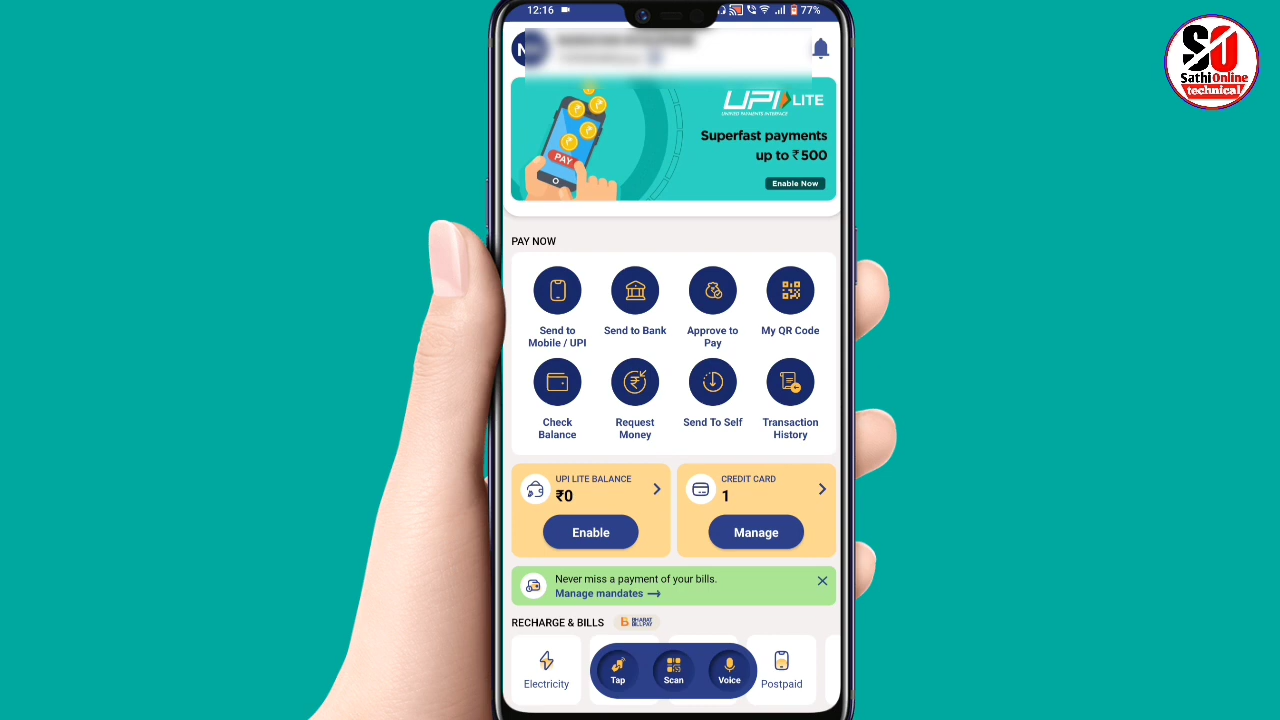 12:16
77%
SO
SathiOnline
technical
UPI LITE
UNIFIED PAYMENTS INTERFACE
Superfast payments
up to ₹500
PAY
Enable Now
PAY NOW
Send to
Mobile / UPI
Send to Bank
Approve to
Pay
My QR Code
Check
Balance
Request
Money
Send To Self
Transaction
History
UPI LITE BALANCE
₹0
Enable
CREDIT CARD
1
Manage
Never miss a payment of your bills.
Manage mandates →
RECHARGE & BILLS
BHARAT
BILLPAY
Electricity
Tap
Scan
Voice
Postpaid